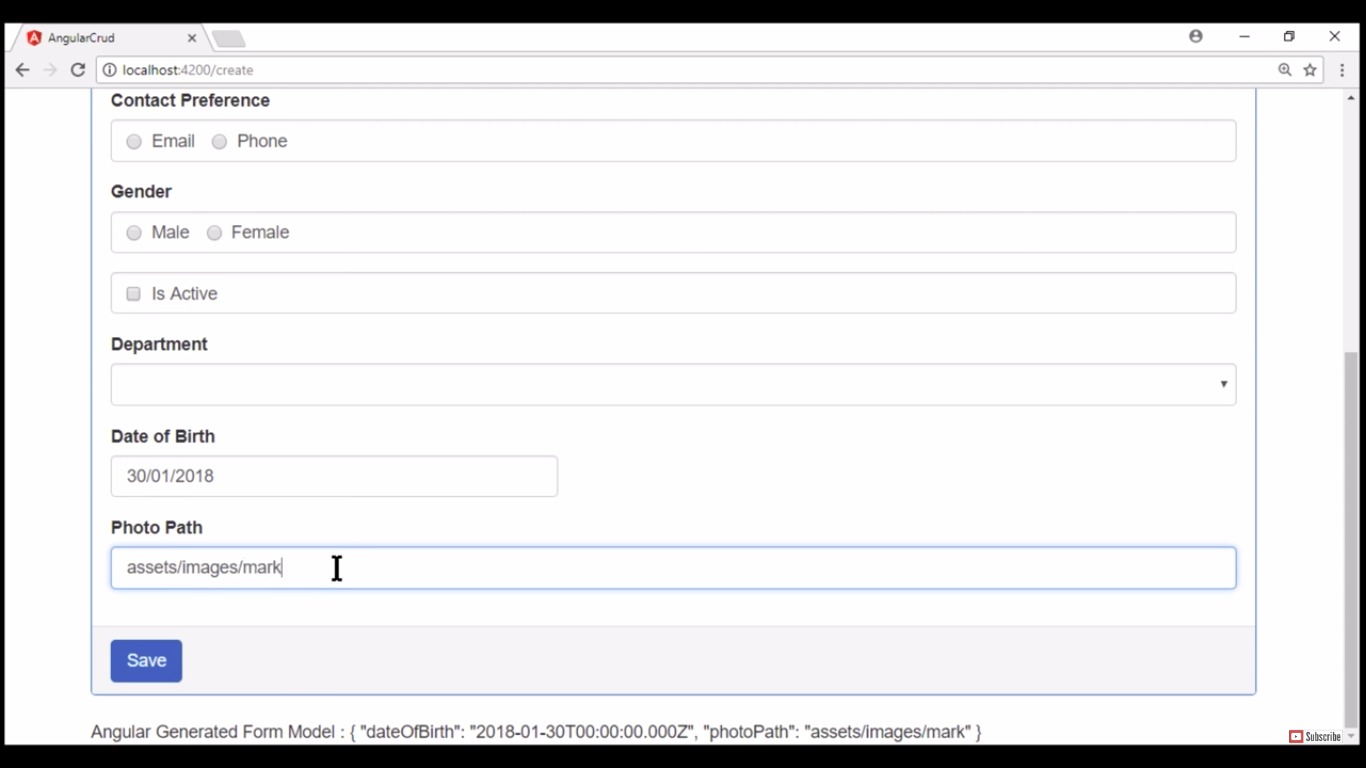 AngularCrud
localhost:4200/create
Contact Preference
Email Phone
Gender
Male Female
Is Active
Department
Date of Birth
30/01/2018
Photo Path
assets/images/mark
Save
Angular Generated Form Model : { "dateOfBirth": "2018-01-30T00:00:00.000Z", "photoPath": "assets/images/mark" }
Subscribe